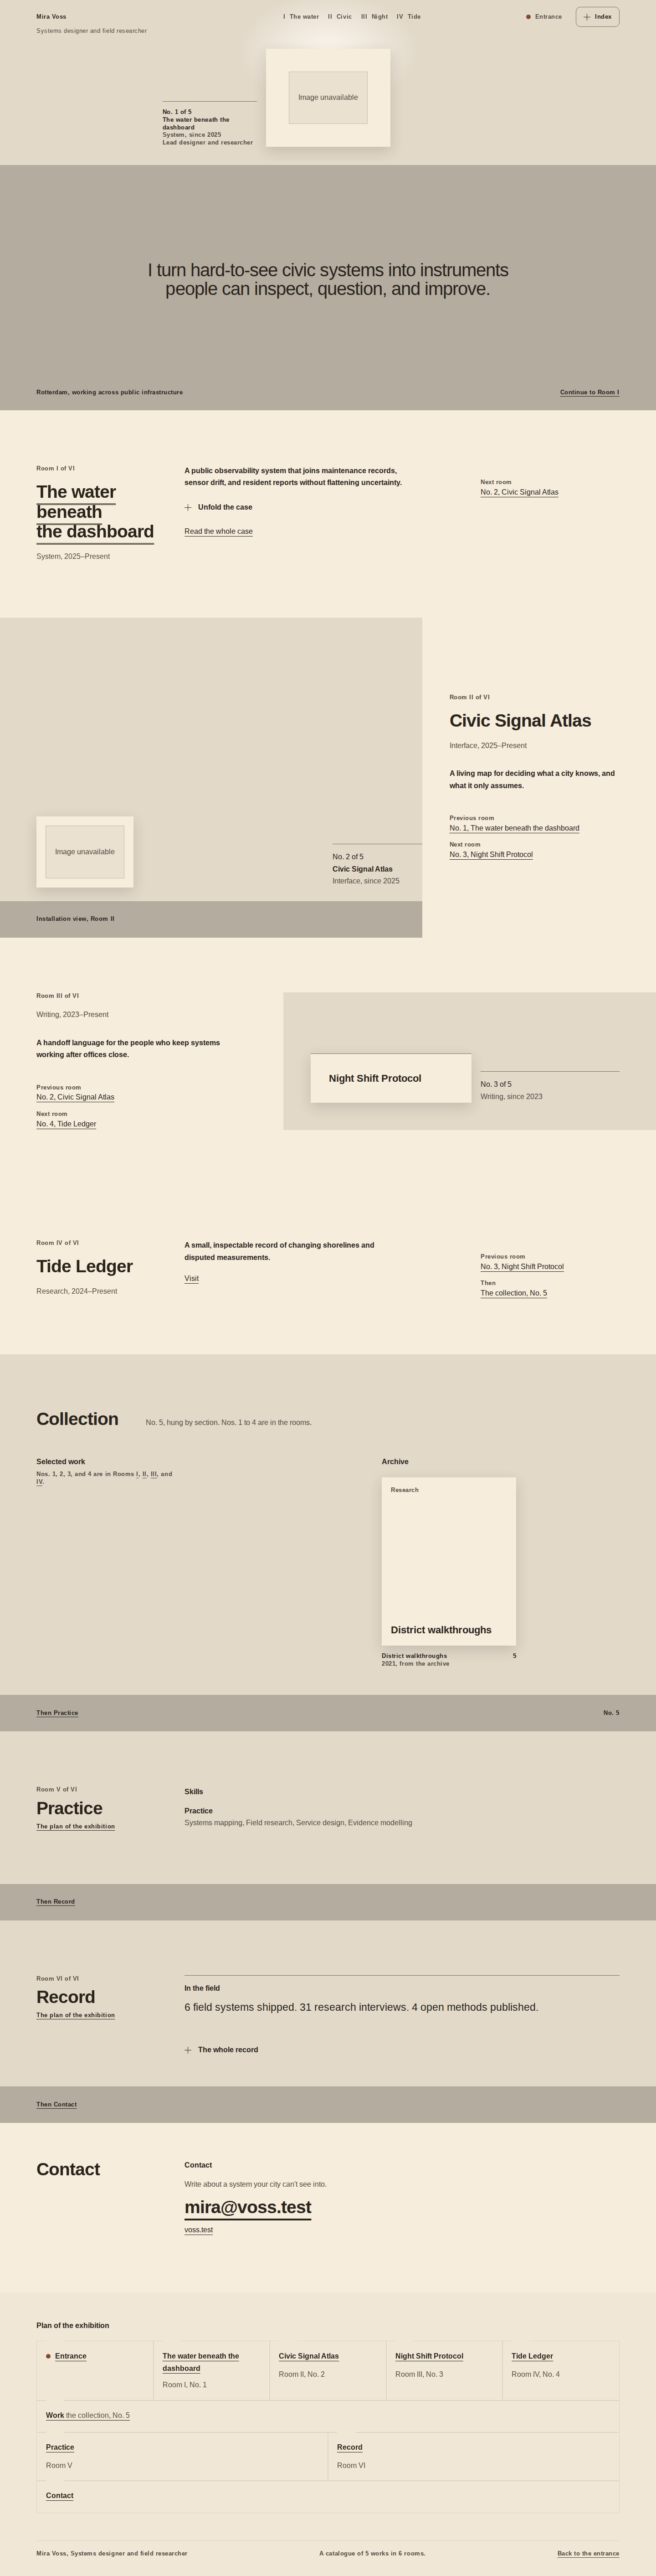 Mira Voss
Systems designer and field researcher
I The water II Civic III Night IV Tide
Entrance
Index
Image unavailable
No. 1 of 5
The water beneath the
dashboard
System, since 2025
Lead designer and researcher
I turn hard-to-see civic systems into instruments
people can inspect, question, and improve.
Rotterdam, working across public infrastructure
Continue to Room I
Room I of VI
The water
beneath
the dashboard
System, 2025–Present
A public observability system that joins maintenance records,
sensor drift, and resident reports without flattening uncertainty.
Unfold the case
Read the whole case
Next room
No. 2, Civic Signal Atlas
Image unavailable
No. 2 of 5
Civic Signal Atlas
Interface, since 2025
Installation view, Room II
Room II of VI
Civic Signal Atlas
Interface, 2025–Present
A living map for deciding what a city knows, and
what it only assumes.
Previous room
No. 1, The water beneath the dashboard
Next room
No. 3, Night Shift Protocol
Room III of VI
Writing, 2023–Present
A handoff language for the people who keep systems
working after offices close.
Previous room
No. 2, Civic Signal Atlas
Next room
No. 4, Tide Ledger
Night Shift Protocol
No. 3 of 5
Writing, since 2023
Room IV of VI
Tide Ledger
Research, 2024–Present
A small, inspectable record of changing shorelines and
disputed measurements.
Visit
Previous room
No. 3, Night Shift Protocol
Then
The collection, No. 5
Collection
No. 5, hung by section. Nos. 1 to 4 are in the rooms.
Selected work
Nos. 1, 2, 3, and 4 are in Rooms I, II, III, and
IV.
Archive
Research
District walkthroughs
District walkthroughs 5
2021, from the archive
Then Practice
No. 5
Room V of VI
Practice
The plan of the exhibition
Skills
Practice
Systems mapping, Field research, Service design, Evidence modelling
Then Record
Room VI of VI
Record
The plan of the exhibition
In the field
6 field systems shipped. 31 research interviews. 4 open methods published.
The whole record
Then Contact
Contact
Contact
Write about a system your city can't see into.
mira@voss.test
voss.test
Plan of the exhibition
Entrance
The water beneath the
dashboard
Room I, No. 1
Civic Signal Atlas
Room II, No. 2
Night Shift Protocol
Room III, No. 3
Tide Ledger
Room IV, No. 4
Work the collection, No. 5
Practice
Room V
Record
Room VI
Contact
Mira Voss, Systems designer and field researcher
A catalogue of 5 works in 6 rooms.
Back to the entrance